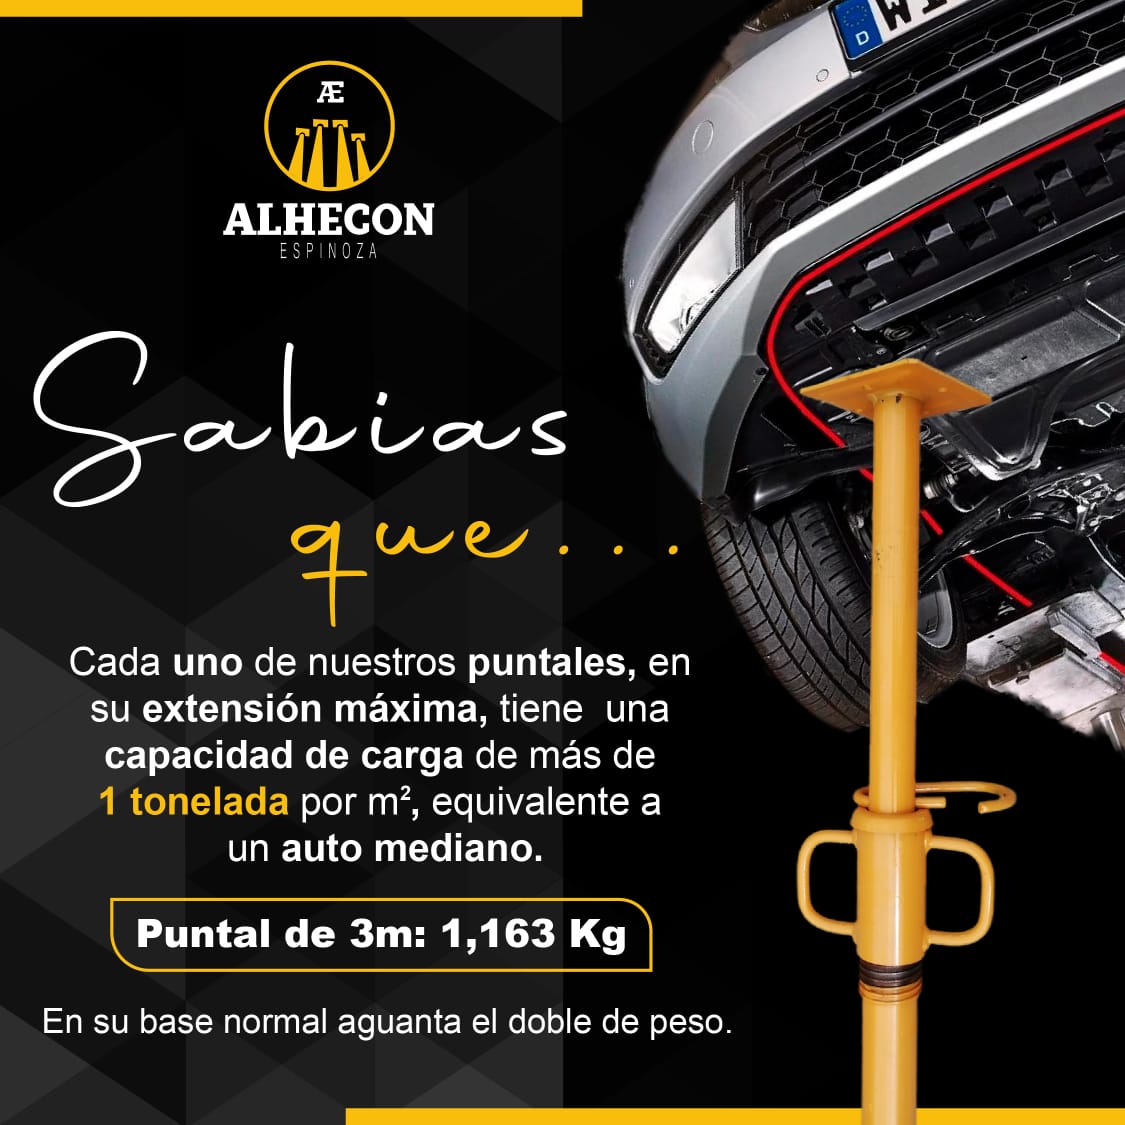 Æ
ALHECON
ESPINOZA
D
Sabias
que...
Cada uno de nuestros puntales, en
su extensión máxima, tiene una
capacidad de carga de más de
1 tonelada por m², equivalente a
un auto mediano.
Puntal de 3m: 1,163 Kg
En su base normal aguanta el doble de peso.